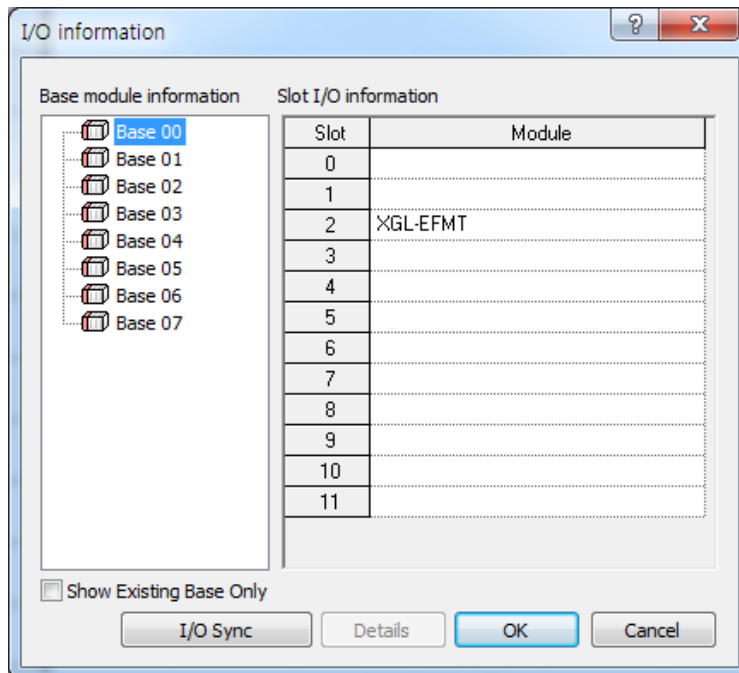 I/O information
Base module information
Slot I/O information
Base 00
Base 01
Base 02
Base 03
Base 04
Base 05
Base 06
Base 07
Slot Module
0
1
2 XGL-EFMT
3
4
5
6
7
8
9
10
11
Show Existing Base Only
I/O Sync
Details
OK
Cancel